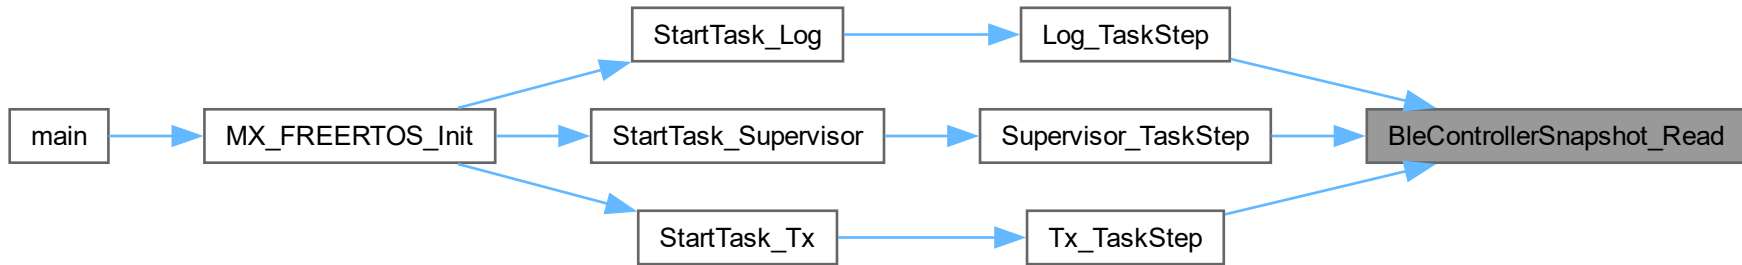 StartTask_Log
Log_TaskStep
main
MX_FREERTOS_Init
StartTask_Supervisor
Supervisor_TaskStep
BleControllerSnapshot_Read
StartTask_Tx
Tx_TaskStep